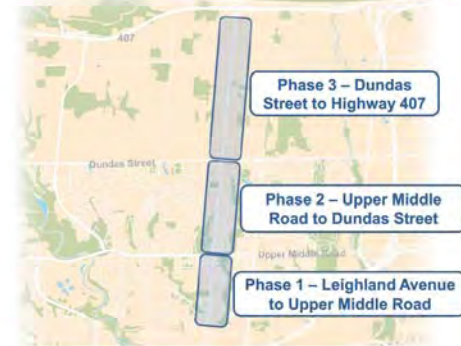 407
Phase 3 – Dundas
Street to Highway 407
Dundas Street
Phase 2 – Upper Middle
Road to Dundas Street
Upper Middle Road
Phase 1 – Leighland Avenue
to Upper Middle Road